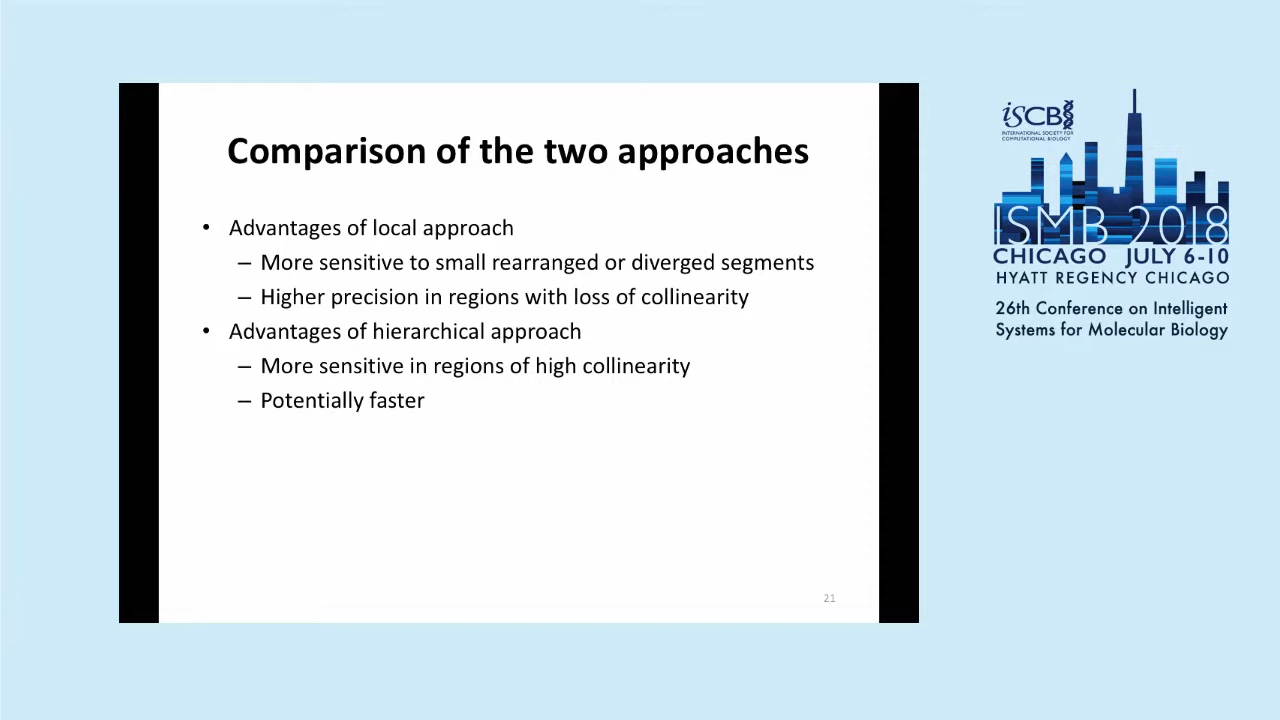 Comparison of the two approaches
• Advantages of local approach
– More sensitive to small rearranged or diverged segments
– Higher precision in regions with loss of collinearity
• Advantages of hierarchical approach
– More sensitive in regions of high collinearity
– Potentially faster
21
iSCB
INTERNATIONAL SOCIETY FOR
COMPUTATIONAL BIOLOGY
ISMB 2018
CHICAGO JULY 6-10
HYATT REGENCY CHICAGO
26th Conference on Intelligent
Systems for Molecular Biology